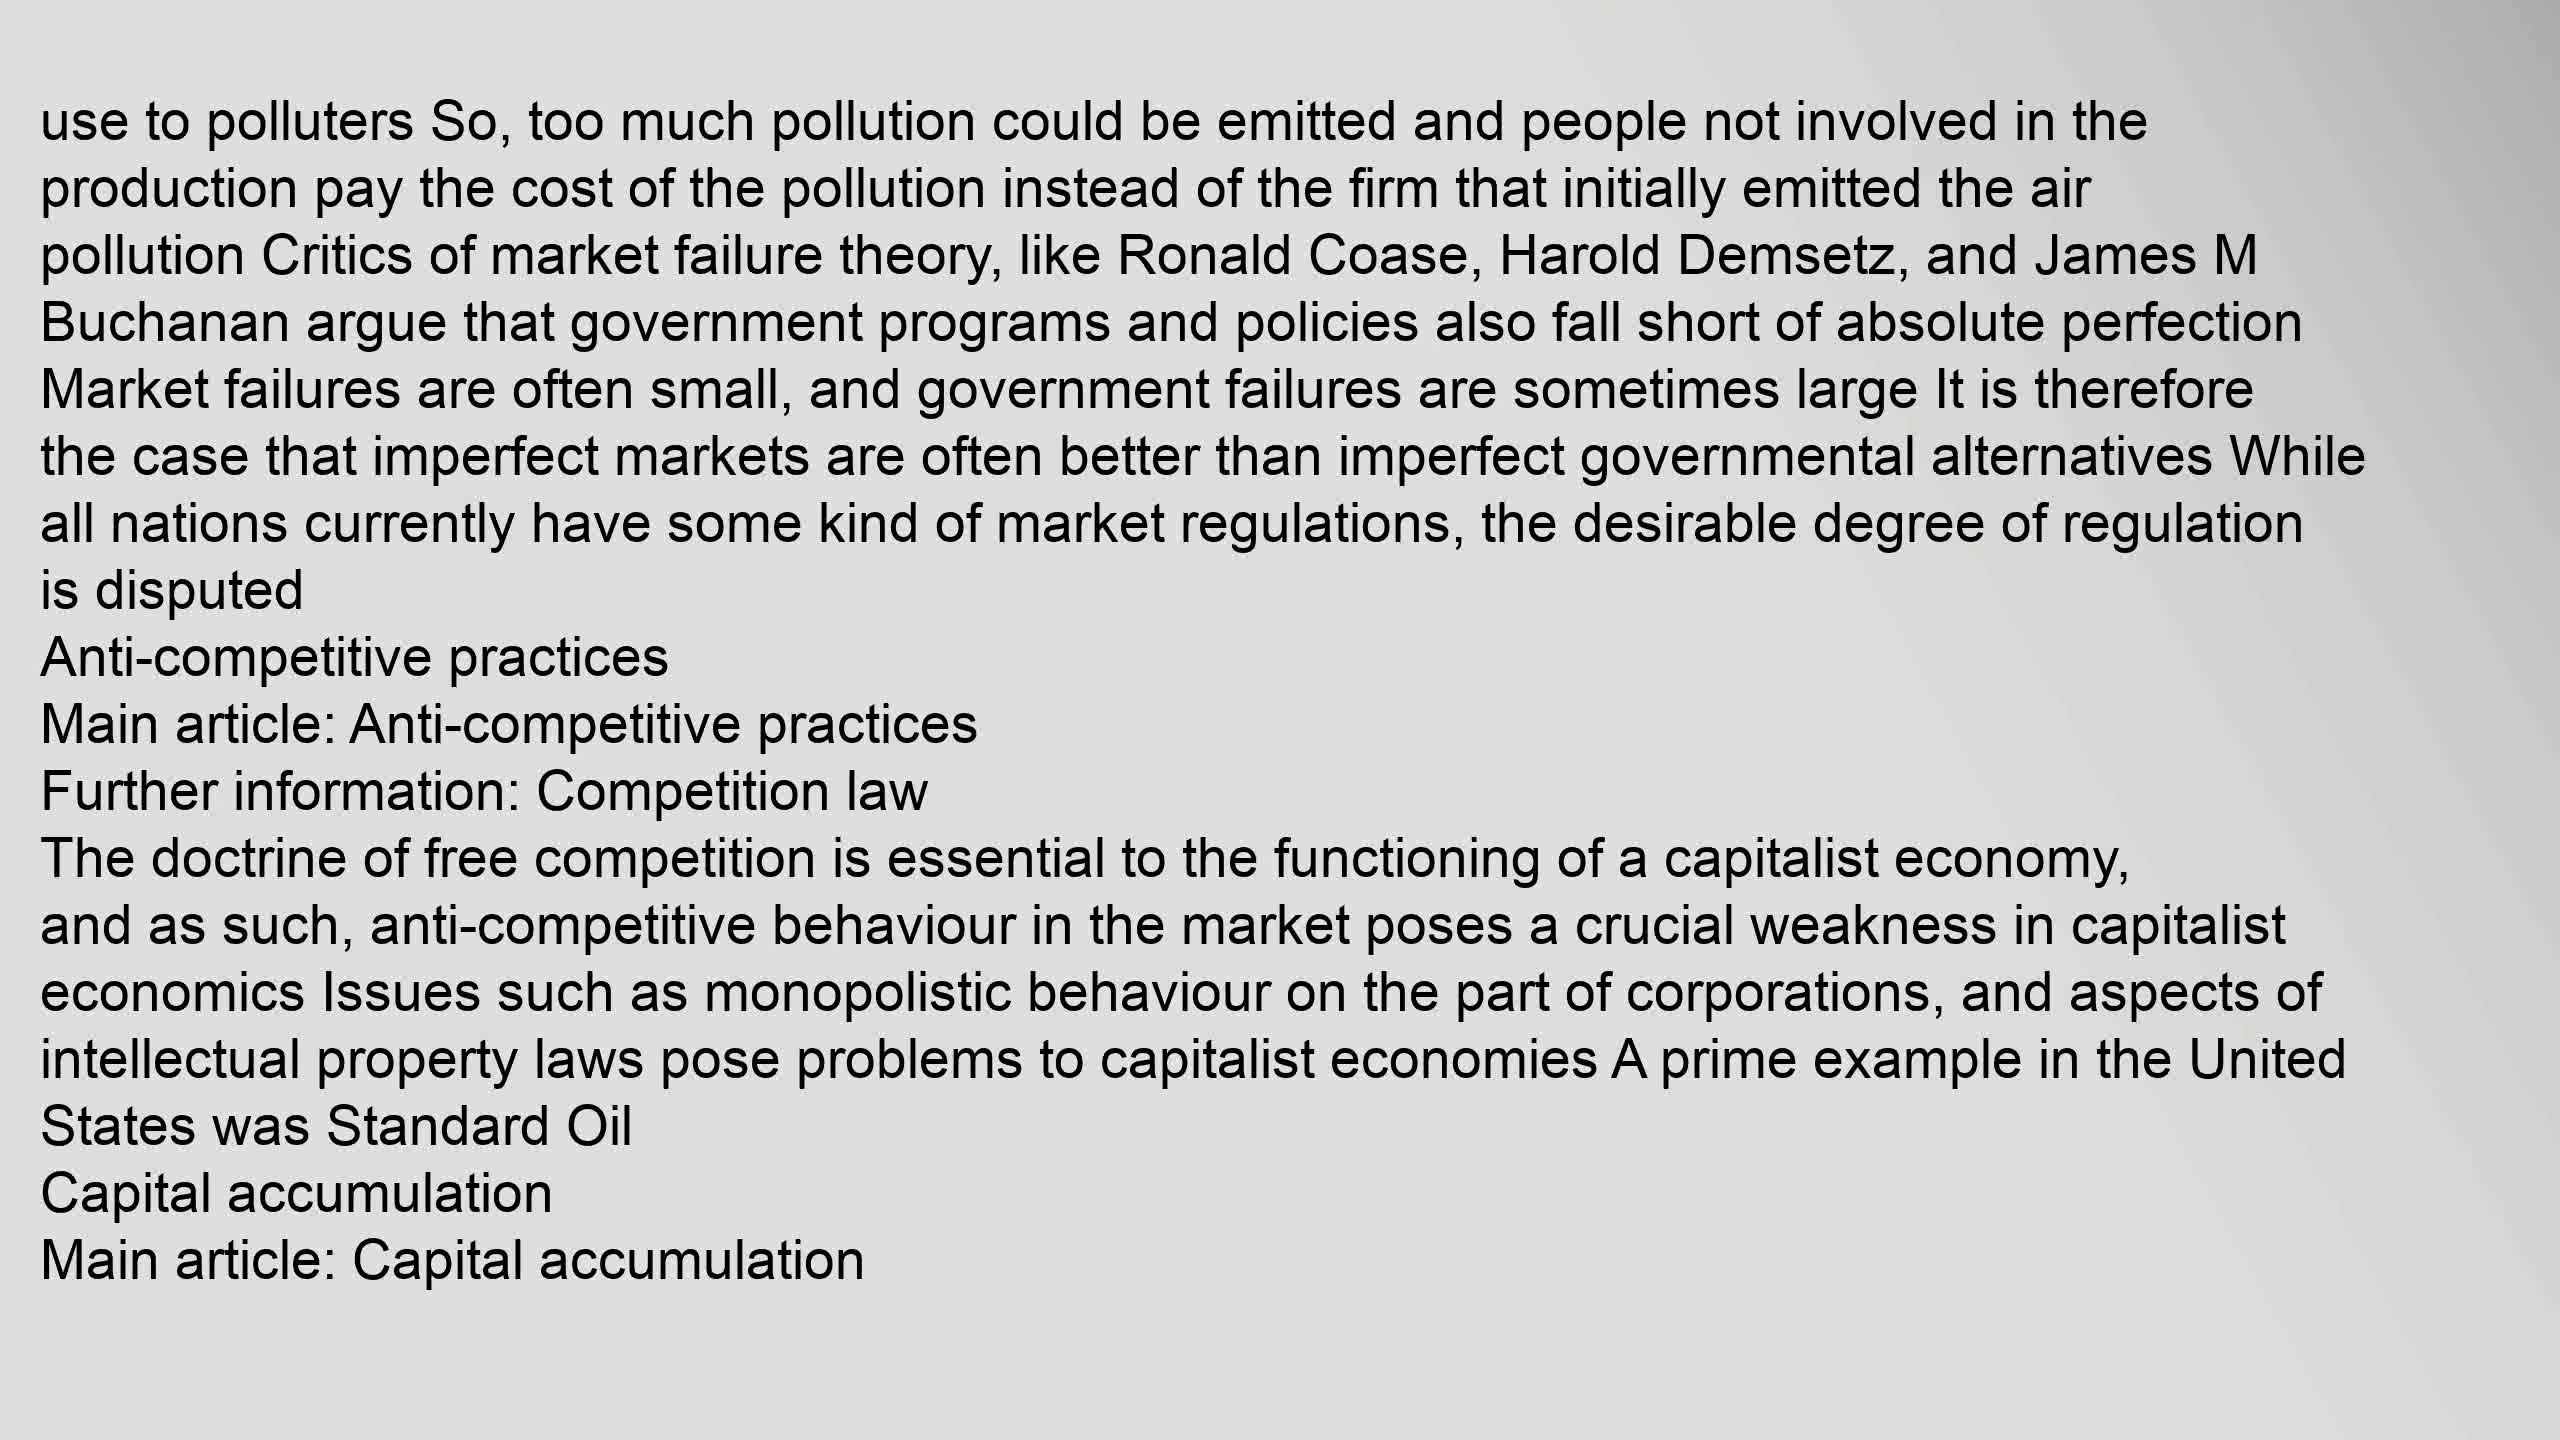 use to polluters So, too much pollution could be emitted and people not involved in the
production pay the cost of the pollution instead of the firm that initially emitted the air
pollution Critics of market failure theory, like Ronald Coase, Harold Demsetz, and James M
Buchanan argue that government programs and policies also fall short of absolute perfection
Market failures are often small, and government failures are sometimes large It is therefore
the case that imperfect markets are often better than imperfect governmental alternatives While
all nations currently have some kind of market regulations, the desirable degree of regulation
is disputed
Anti-competitive practices
Main article: Anti-competitive practices
Further information: Competition law
The doctrine of free competition is essential to the functioning of a capitalist economy,
and as such, anti-competitive behaviour in the market poses a crucial weakness in capitalist
economics Issues such as monopolistic behaviour on the part of corporations, and aspects of
intellectual property laws pose problems to capitalist economies A prime example in the United
States was Standard Oil
Capital accumulation
Main article: Capital accumulation